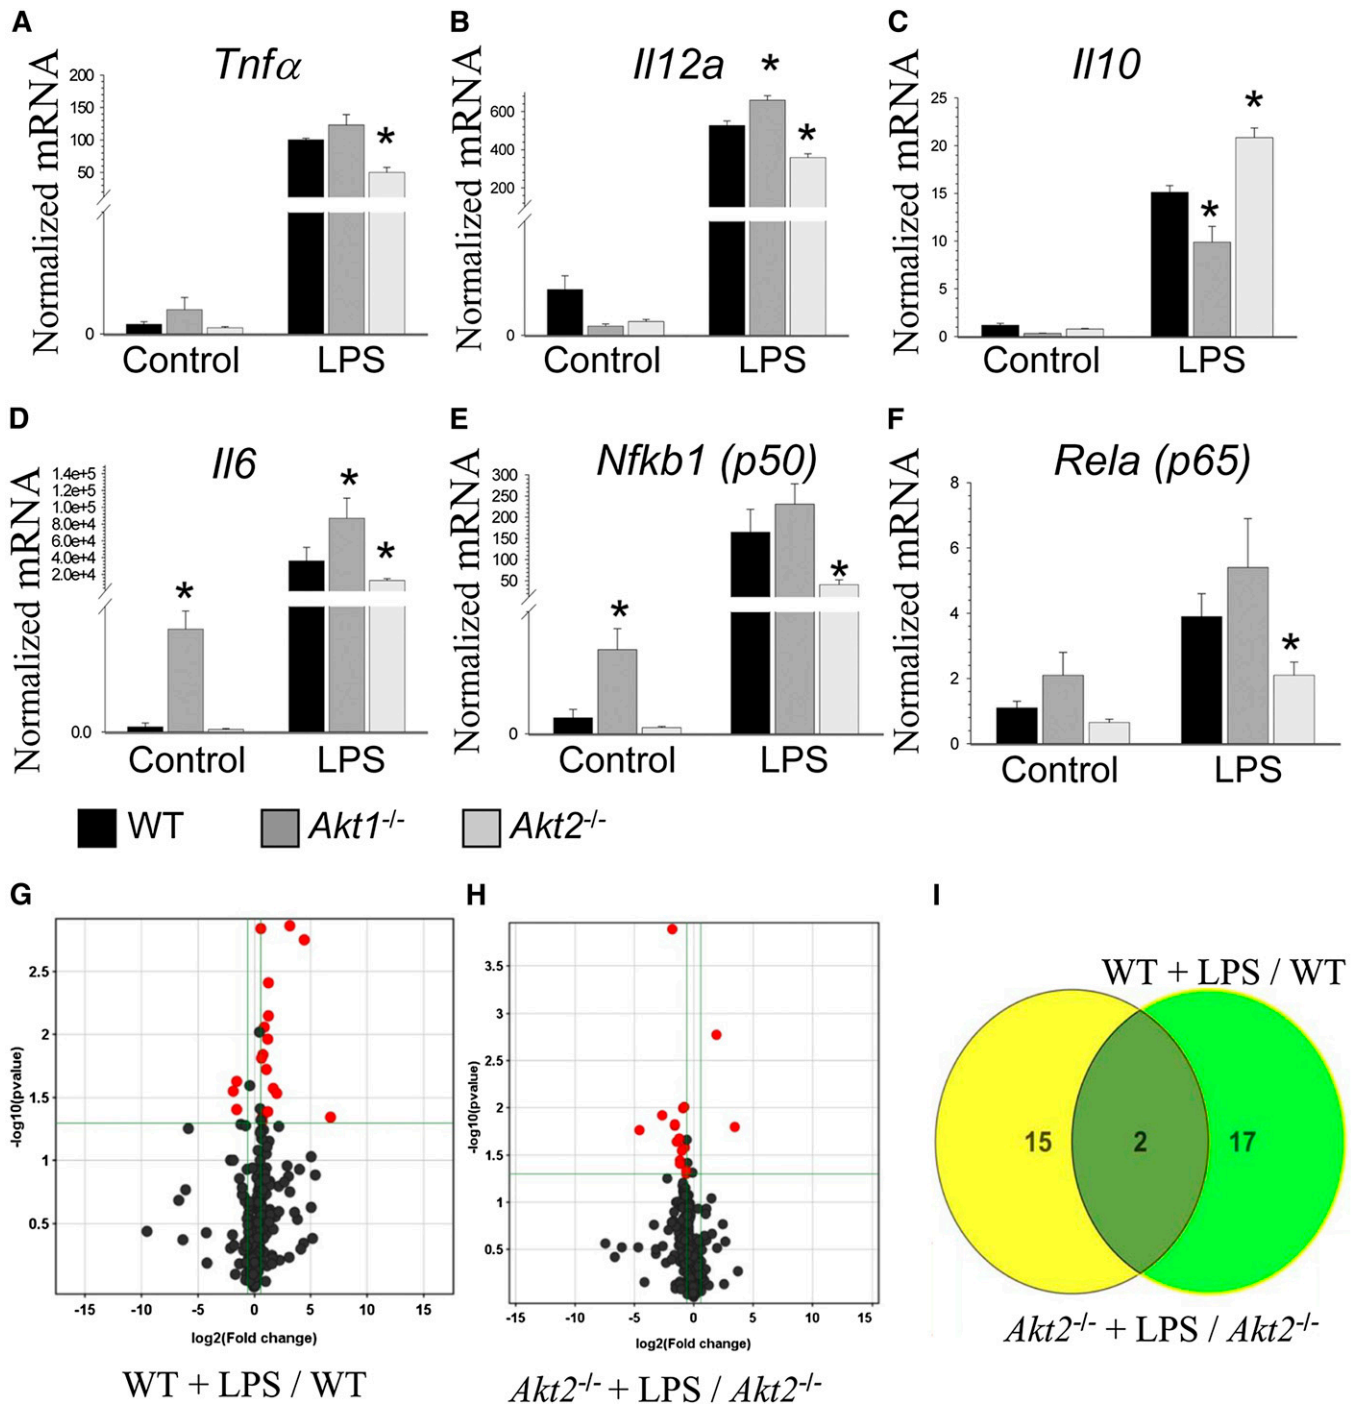 A
Tnfα
Normalized mRNA
200
150
100
50
0
*
Control
LPS
B
Il12a
Normalized mRNA
600
400
200
0
*
*
Control
LPS
C
Il10
Normalized mRNA
25
20
15
10
5
0
*
*
Control
LPS
D
Il6
Normalized mRNA
1.4e+5
1.2e+5
1.0e+5
8.0e+4
6.0e+4
4.0e+4
2.0e+4
0.0
*
*
*
Control
LPS
E
Nfkb1 (p50)
Normalized mRNA
300
250
200
150
100
50
0
*
*
Control
LPS
F
Rela (p65)
Normalized mRNA
8
6
4
2
0
*
Control
LPS
WT
Akt1-/-
Akt2-/-
G
-log10(pvalue)
2.5
2
1.5
1
0.5
-15 -10 -5 0 5 10 15
log2(Fold change)
WT + LPS / WT
H
-log10(pvalue)
3.5
3
2.5
2
1.5
1
0.5
-15 -10 -5 0 5 10 15
log2(Fold change)
Akt2-/- + LPS / Akt2-/-
I
WT + LPS / WT
15 2 17
Akt2-/- + LPS / Akt2-/-